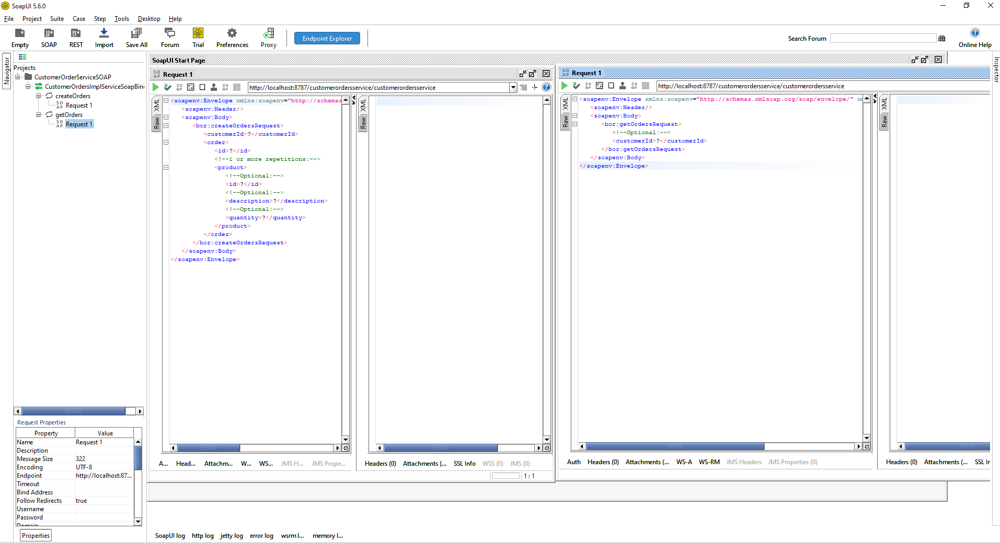 SoapUI 5.6.0
File Project Suite Case Step Tools Desktop Help
Empty SOAP REST Import Save All Forum Trial Preferences Proxy
Endpoint Explorer
Search Forum
Online Help
Navigator
Projects
CustomerOrderServiceSOAP
CustomerOrdersImplServiceSoapBin
createOrders
SO AP Request 1
getOrders
SO AP Request 1
Request Properties
Property Value
Name Request 1
Description
Message Size 322
Encoding UTF-8
Endpoint http://localhost:87...
Timeout
Bind Address
Follow Redirects true
Username
Password
Domain
Properties
SoapUI Start Page
SO AP Request 1
http://localhost:8787/customerordersservice/customerordersservice
XML
Raw
<soapenv:Envelope xmlns:soapenv="http://schemas
<soapenv:Header/>
<soapenv:Body>
<bor:createOrdersRequest>
<customerId>?</customerId>
<order>
<id>?</id>
<!--1 or more repetitions:-->
<product>
<!--Optional:-->
<id>?</id>
<!--Optional:-->
<description>?</description>
<!--Optional:-->
<quantity>?</quantity>
</product>
</order>
</bor:createOrdersRequest>
</soapenv:Body>
</soapenv:Envelope>
A... Head... Attachm... W... WS... JMS H... JMS Prope...
XML
Raw
Headers (0) Attachments (... SSL Info WSS (0) JMS (0)
1 : 1
SO AP Request 1
http://localhost:8787/customerordersservice/customerordersservice
XML
Raw
<soapenv:Envelope xmlns:soapenv="http://schemas.xmlsoap.org/soap/envelope/" xm
<soapenv:Header/>
<soapenv:Body>
<bor:getOrdersRequest>
<!--Optional:-->
<customerId>?</customerId>
</bor:getOrdersRequest>
</soapenv:Body>
</soapenv:Envelope>
Auth Headers (0) Attachments (... WS-A WS-RM JMS Headers JMS Properties (0)
XML
Raw
Headers (0) Attachments (... SSL In
Inspector
SoapUI log http log jetty log error log wsrm l... memory l...